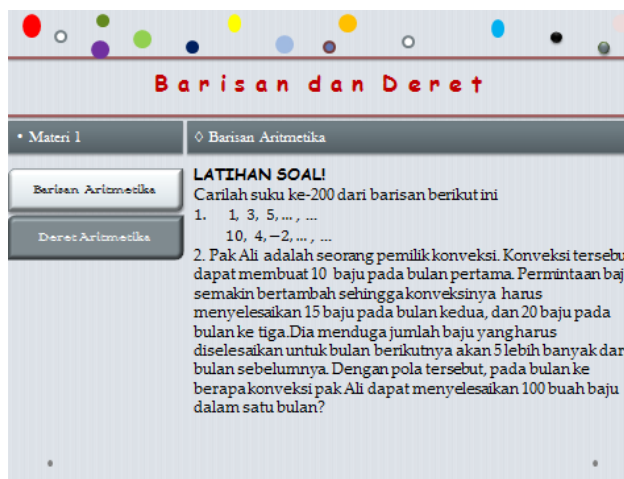 Barisan dan Deret
• Materi 1
◊ Barisan Aritmetika
Barisan Aritmetika
Deret Aritmetika
LATIHAN SOAL!
Carilah suku ke-200 dari barisan berikut ini
1. 1, 3, 5, ... , ...
10, 4, −2, ... , ...
2. Pak Ali adalah seorang pemilik konveksi. Konveksi tersebu
dapat membuat 10 baju pada bulan pertama. Permintaan baj
semakin bertambah sehingga konveksinya harus
menyelesaikan 15 baju pada bulan kedua, dan 20 baju pada
bulan ke tiga.Dia menduga jumlah baju yang harus
diselesaikan untuk bulan berikutnya akan 5 lebih banyak dar
bulan sebelumnya. Dengan pola tersebut, pada bulan ke
berapa konveksi pak Ali dapat menyelesaikan 100 buah baju
dalam satu bulan?